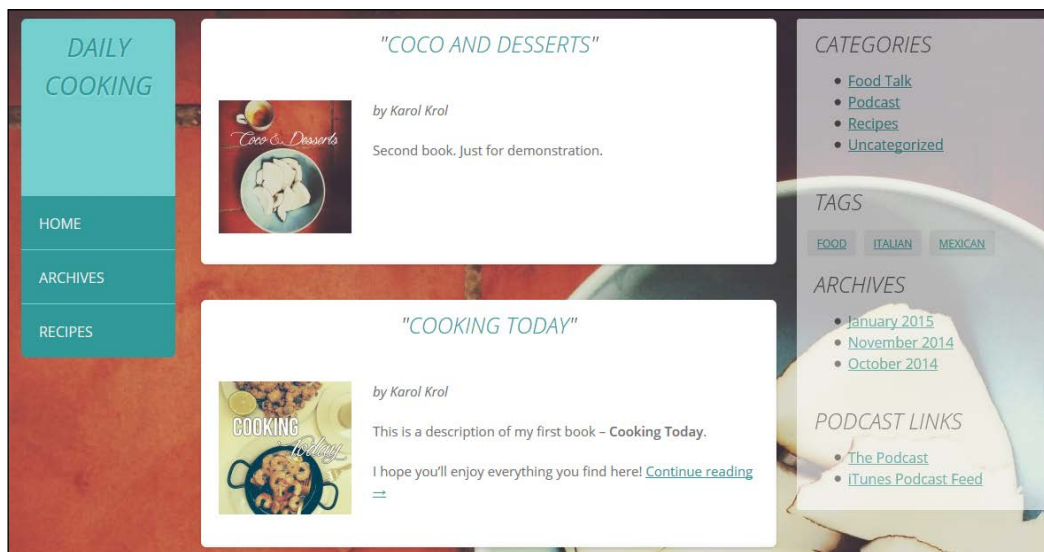 DAILY
COOKING
HOME
ARCHIVES
RECIPES
"COCO AND DESSERTS"
Coco & Desserts
by Karol Krol
Second book. Just for demonstration.
"COOKING TODAY"
COOKING
Today
by Karol Krol
This is a description of my first book – Cooking Today.
I hope you'll enjoy everything you find here! Continue reading
→
CATEGORIES
Food Talk
Podcast
Recipes
Uncategorized
TAGS
FOOD ITALIAN MEXICAN
ARCHIVES
January 2015
November 2014
October 2014
PODCAST LINKS
The Podcast
iTunes Podcast Feed